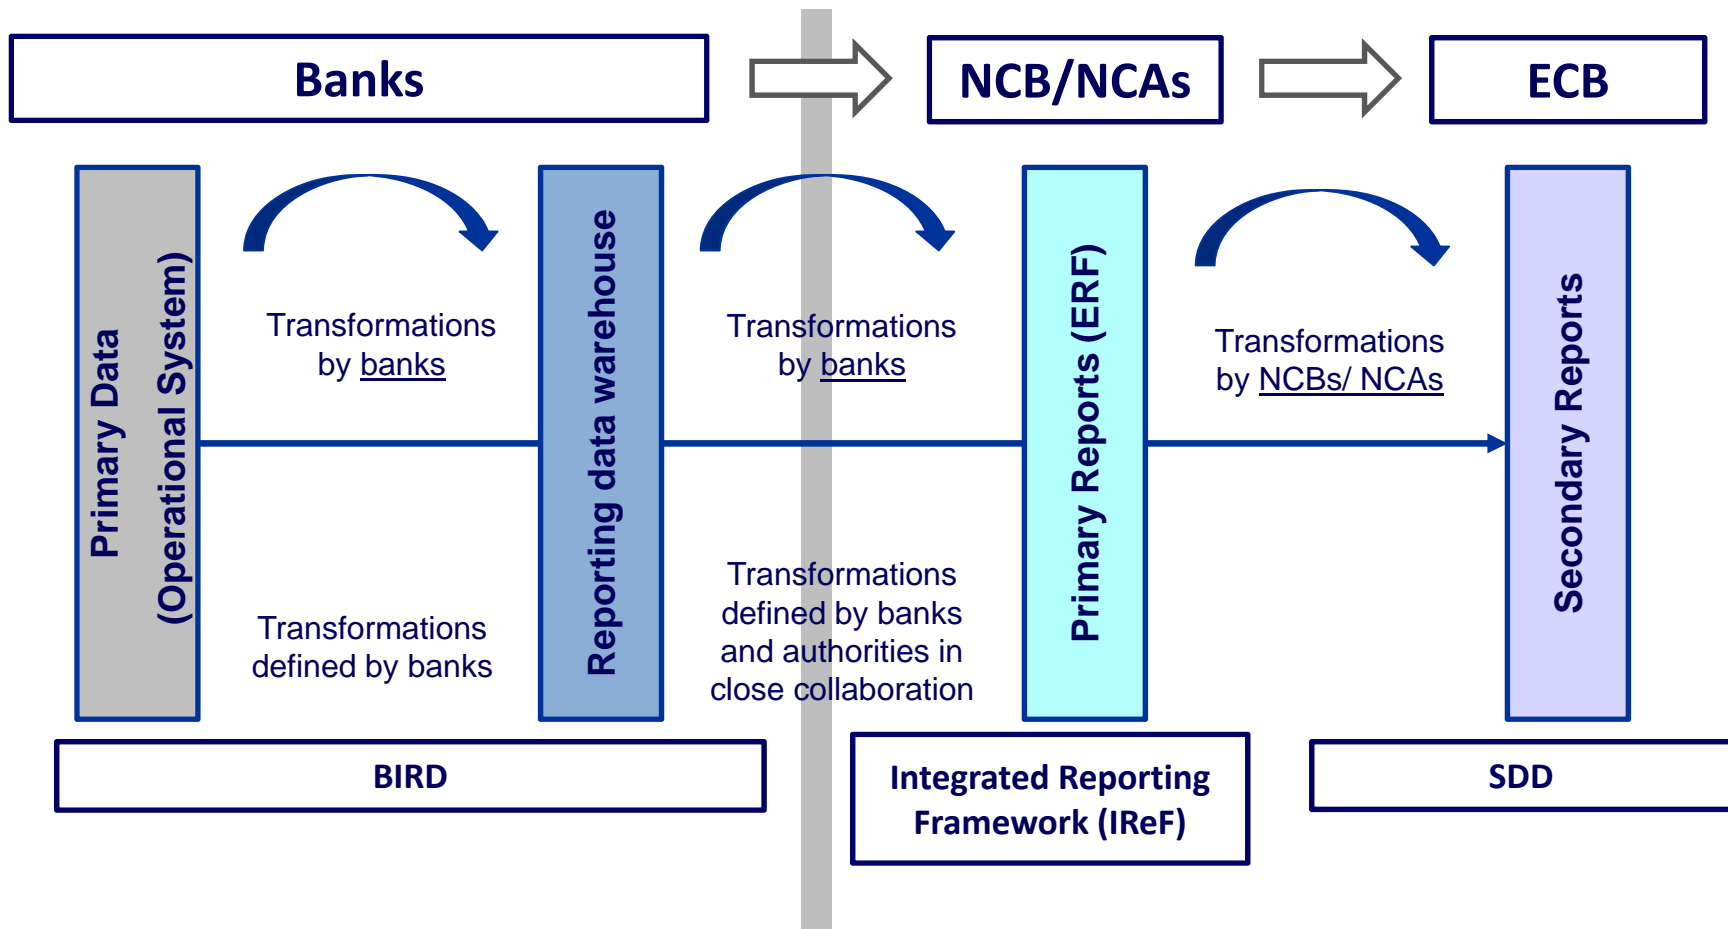 Banks
NCB/NCAs
ECB
Primary Data
(Operational System)
Transformations
by banks
Transformations
defined by banks
Reporting data warehouse
Transformations
by banks
Transformations
defined by banks
and authorities in
close collaboration
Primary Reports (ERF)
Transformations
by NCBs/ NCAs
Secondary Reports
BIRD
Integrated Reporting
Framework (IReF)
SDD